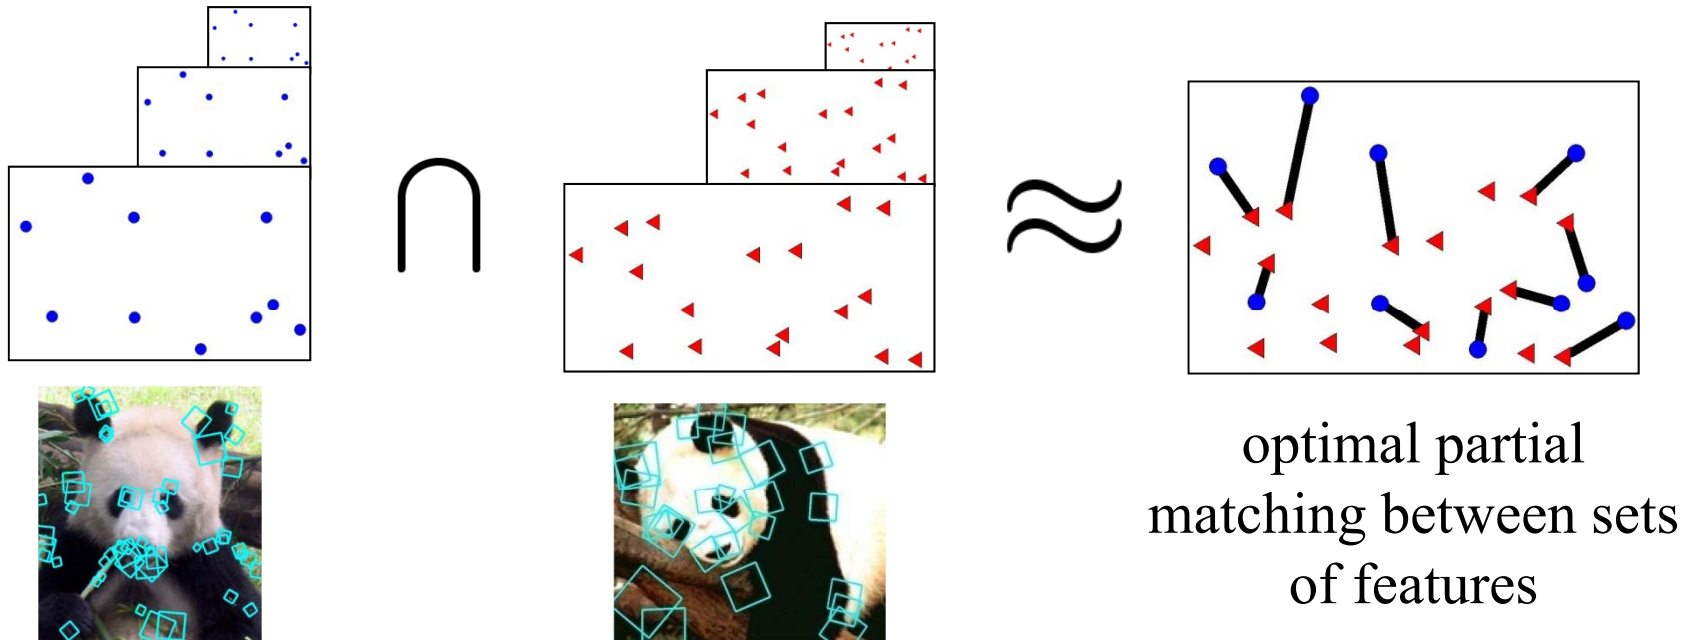 ∩
≈
optimal partial
matching between sets
of features